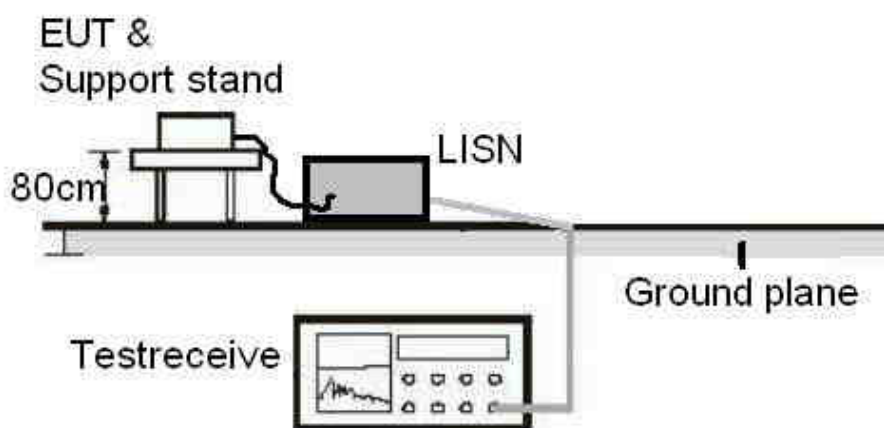 EUT &
Support stand
LISN
80cm
Ground plane
Testreceive